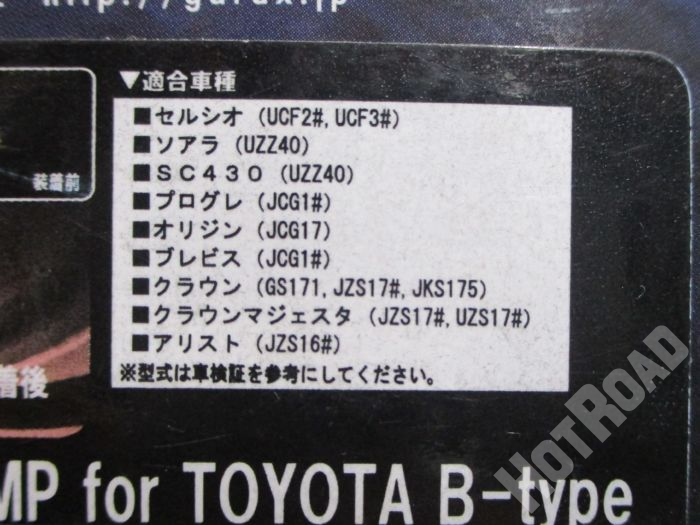 http://garax.jp
▼適合車種
■セルシオ (UCF2#, UCF3#)
■ソアラ (UZZ40)
■SC430 (UZZ40)
■プログレ (JCG1#)
■オリジン (JCG17)
■ブレビス (JCG1#)
■クラウン (GS171, JZS17#, JKS175)
■クラウンマジェスタ (JZS17#, UZS17#)
■アリスト (JZS16#)
※型式は車検証を参考にしてください。
装着前
着後
MP for TOYOTA B-type
HOTROAD